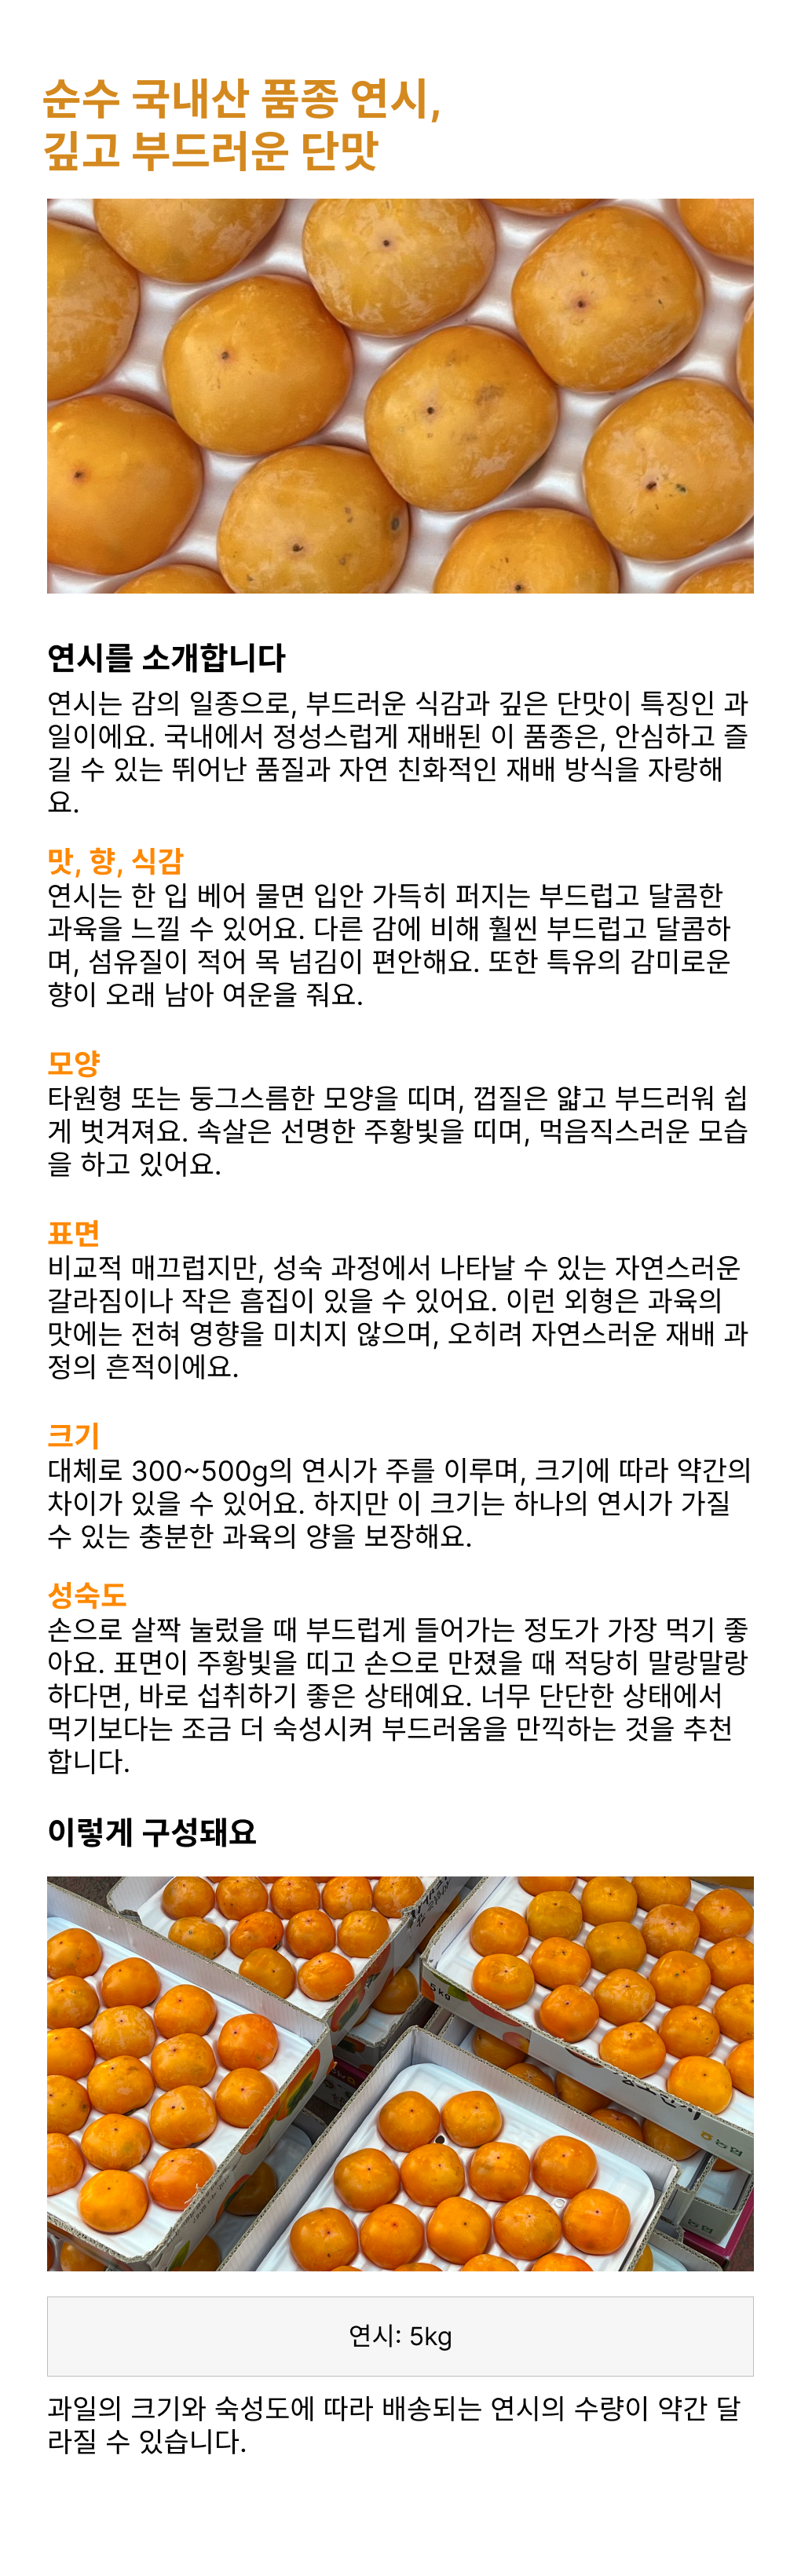 순수 국내산 품종 연시,
깊고 부드러운 단맛
연시를 소개합니다
연시는 감의 일종으로, 부드러운 식감과 깊은 단맛이 특징인 과
일이에요. 국내에서 정성스럽게 재배된 이 품종은, 안심하고 즐
길 수 있는 뛰어난 품질과 자연 친화적인 재배 방식을 자랑해
요.
맛, 향, 식감
연시는 한 입 베어 물면 입안 가득히 퍼지는 부드럽고 달콤한
과육을 느낄 수 있어요. 다른 감에 비해 훨씬 부드럽고 달콤하
며, 섬유질이 적어 목 넘김이 편안해요. 또한 특유의 감미로운
향이 오래 남아 여운을 줘요.
모양
타원형 또는 둥그스름한 모양을 띠며, 껍질은 얇고 부드러워 쉽
게 벗겨져요. 속살은 선명한 주황빛을 띠며, 먹음직스러운 모습
을 하고 있어요.
표면
비교적 매끄럽지만, 성숙 과정에서 나타날 수 있는 자연스러운
갈라짐이나 작은 흠집이 있을 수 있어요. 이런 외형은 과육의
맛에는 전혀 영향을 미치지 않으며, 오히려 자연스러운 재배 과
정의 흔적이에요.
크기
대체로 300~500g의 연시가 주를 이루며, 크기에 따라 약간의
차이가 있을 수 있어요. 하지만 이 크기는 하나의 연시가 가질
수 있는 충분한 과육의 양을 보장해요.
성숙도
손으로 살짝 눌렀을 때 부드럽게 들어가는 정도가 가장 먹기 좋
아요. 표면이 주황빛을 띠고 손으로 만졌을 때 적당히 말랑말랑
하다면, 바로 섭취하기 좋은 상태예요. 너무 단단한 상태에서
먹기보다는 조금 더 숙성시켜 부드러움을 만끽하는 것을 추천
합니다.
이렇게 구성돼요
5kg
연시: 5kg
과일의 크기와 숙성도에 따라 배송되는 연시의 수량이 약간 달
라질 수 있습니다.